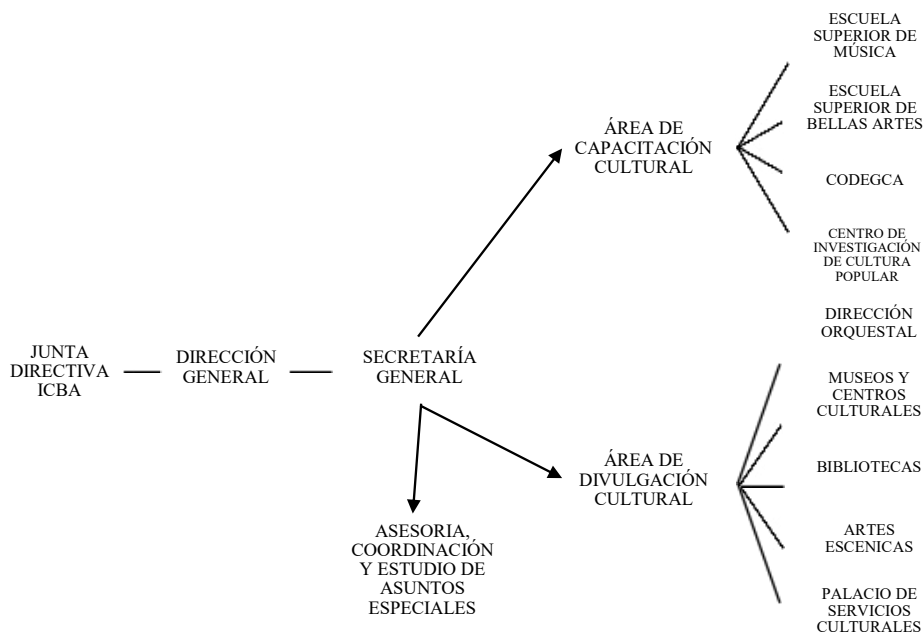 JUNTA
DIRECTIVA
ICBA
DIRECCIÓN
GENERAL
SECRETARÍA
GENERAL
ÁREA DE
CAPACITACIÓN
CULTURAL
ESCUELA
SUPERIOR DE
MÚSICA
ESCUELA
SUPERIOR DE
BELLAS ARTES
CODEGCA
CENTRO DE
INVESTIGACIÓN
DE CULTURA
POPULAR
ASESORIA,
COORDINACIÓN
Y ESTUDIO DE
ASUNTOS
ESPECIALES
ÁREA DE
DIVULGACIÓN
CULTURAL
DIRECCIÓN
ORQUESTAL
MUSEOS Y
CENTROS
CULTURALES
BIBLIOTECAS
ARTES
ESCENICAS
PALACIO DE
SERVICIOS
CULTURALES